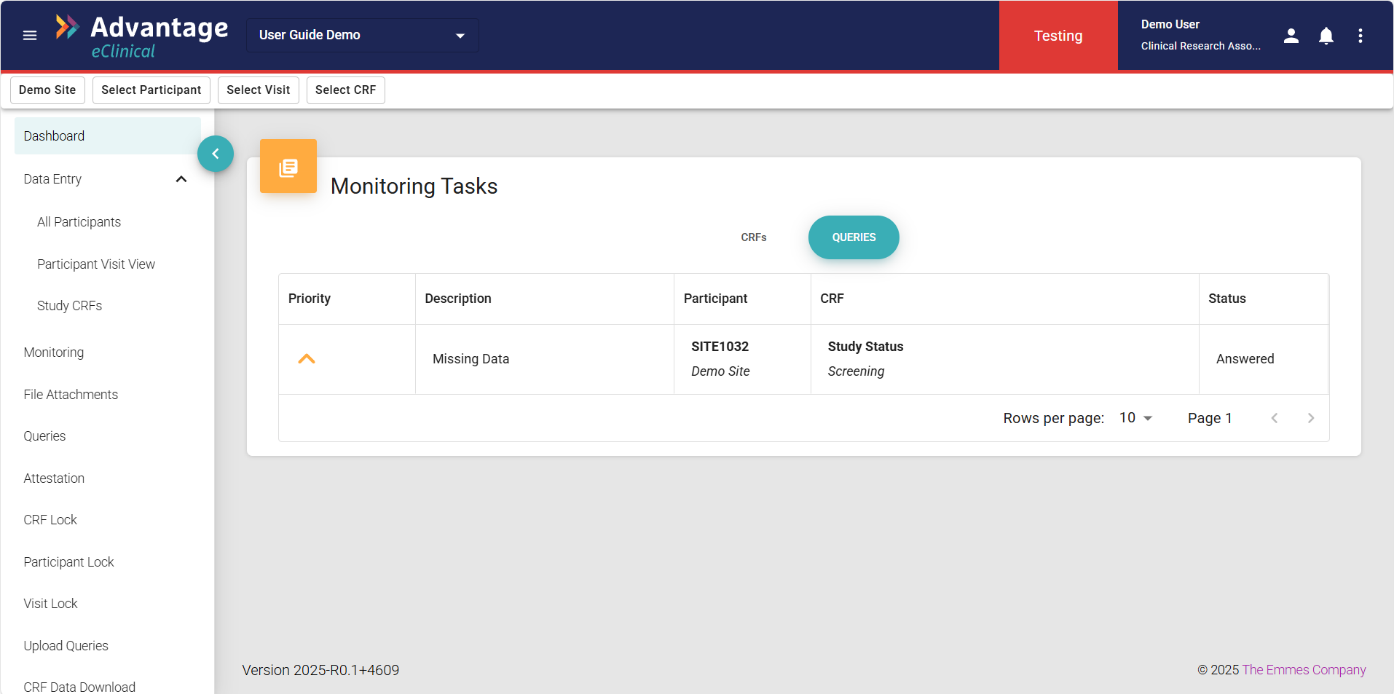 Advantage
eClinical
User Guide Demo
Testing
Demo User
Clinical Research Asso...
Demo Site
Select Participant
Select Visit
Select CRF
Dashboard
Data Entry
All Participants
Participant Visit View
Study CRFs
Monitoring
File Attachments
Queries
Attestation
CRF Lock
Participant Lock
Visit Lock
Upload Queries
CRF Data Download
Monitoring Tasks
CRFs
QUERIES
Priority
Description
Participant
CRF
Status
Missing Data
SITE1032
Demo Site
Study Status
Screening
Answered
Rows per page: 10
Page 1
Version 2025-R0.1+4609
© 2025 The Emmes Company